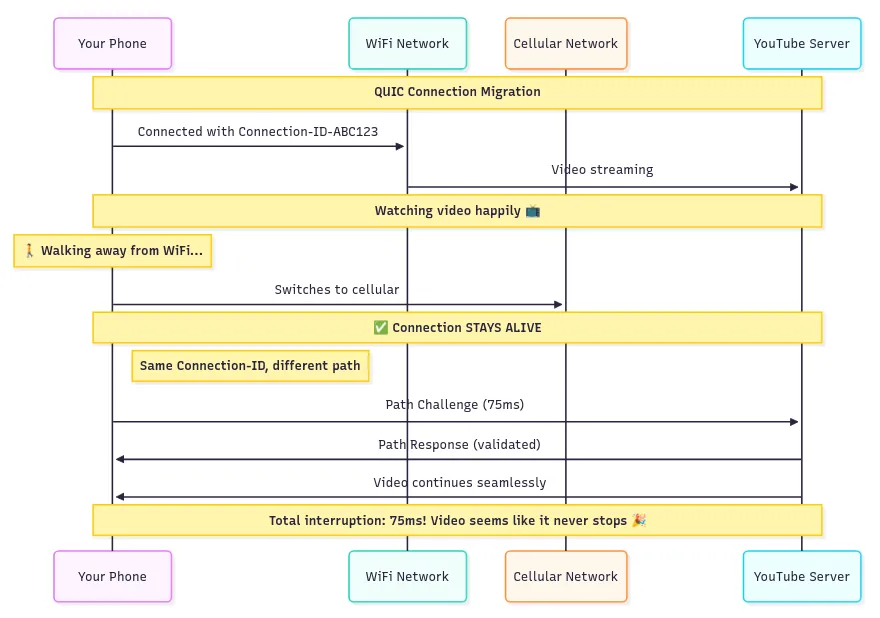 Your Phone
WiFi Network
Cellular Network
YouTube Server
QUIC Connection Migration
Connected with Connection-ID-ABC123
Video streaming
Watching video happily 📺
🚶 Walking away from WiFi...
Switches to cellular
✅ Connection STAYS ALIVE
Same Connection-ID, different path
Path Challenge (75ms)
Path Response (validated)
Video continues seamlessly
Total interruption: 75ms! Video seems like it never stops 🎉
Your Phone
WiFi Network
Cellular Network
YouTube Server